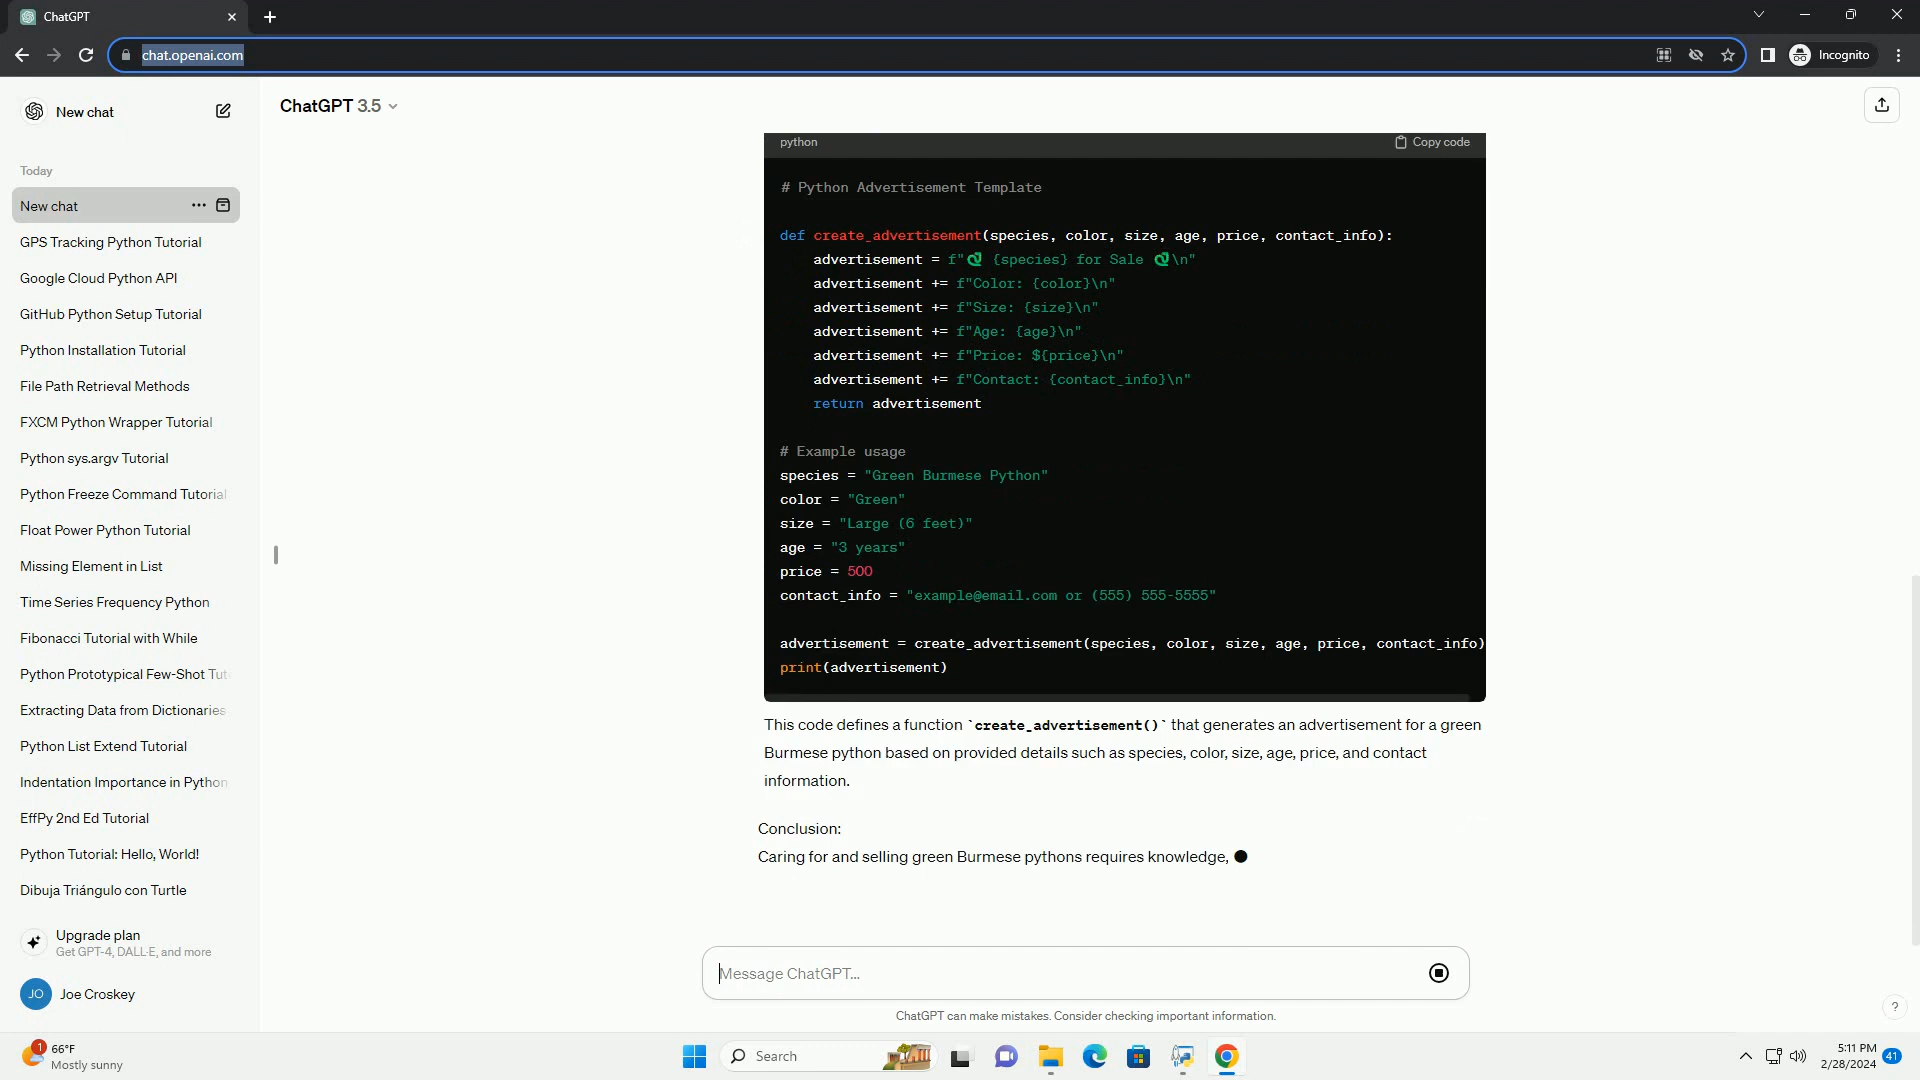 ChatGPT
chat.openai.com
Incognito
New chat
ChatGPT 3.5
Today
New chat
GPS Tracking Python Tutorial
Google Cloud Python API
GitHub Python Setup Tutorial
Python Installation Tutorial
File Path Retrieval Methods
FXCM Python Wrapper Tutorial
Python sys.argv Tutorial
Python Freeze Command Tutorial
Float Power Python Tutorial
Missing Element in List
Time Series Frequency Python
Fibonacci Tutorial with While
Python Prototypical Few-Shot Tut
Extracting Data from Dictionaries
Python List Extend Tutorial
Indentation Importance in Python
EffPy 2nd Ed Tutorial
Python Tutorial: Hello, World!
Dibuja Triángulo con Turtle
Upgrade plan
Get GPT-4, DALL·E, and more
JO Joe Croskey
python Copy code
# Python Advertisement Template
def create_advertisement(species, color, size, age, price, contact_info):
advertisement = f"🐍 {species} for Sale 🐍\n"
advertisement += f"Color: {color}\n"
advertisement += f"Size: {size}\n"
advertisement += f"Age: {age}\n"
advertisement += f"Price: ${price}\n"
advertisement += f"Contact: {contact_info}\n"
return advertisement
# Example usage
species = "Green Burmese Python"
color = "Green"
size = "Large (6 feet)"
age = "3 years"
price = 500
contact_info = "example@email.com or (555) 555-5555"
advertisement = create_advertisement(species, color, size, age, price, contact_info)
print(advertisement)
This code defines a function `create_advertisement()` that generates an advertisement for a green
Burmese python based on provided details such as species, color, size, age, price, and contact
information.
Conclusion:
Caring for and selling green Burmese pythons requires knowledge,
Message ChatGPT...
ChatGPT can make mistakes. Consider checking important information.
?
1
66°F
Mostly sunny
Search
5:11 PM
2/28/2024
41